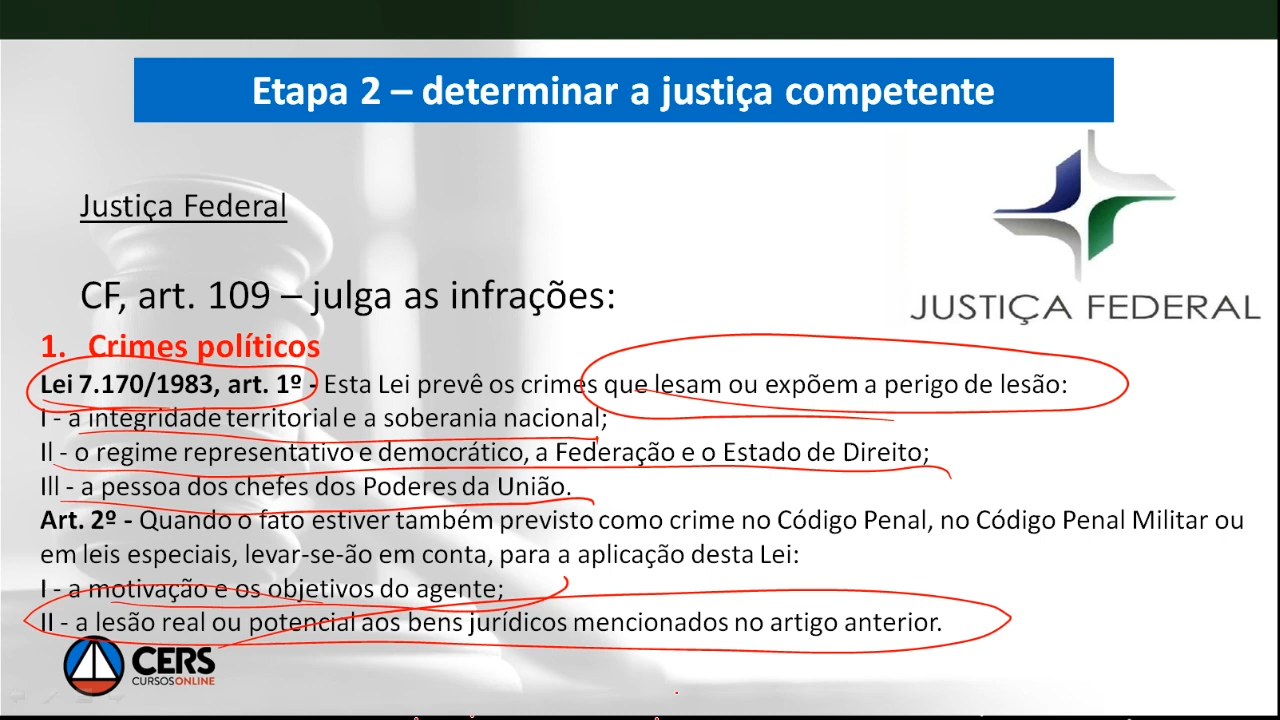 Etapa 2 – determinar a justiça competente
Justiça Federal
JUSTIÇA FEDERAL
CF, art. 109 – julga as infrações:
1. Crimes políticos
Lei 7.170/1983, art. 1º - Esta Lei prevê os crimes que lesam ou expõem a perigo de lesão:
I - a integridade territorial e a soberania nacional;
Il - o regime representativo e democrático, a Federação e o Estado de Direito;
Ill - a pessoa dos chefes dos Poderes da União.
Art. 2º - Quando o fato estiver também previsto como crime no Código Penal, no Código Penal Militar ou
em leis especiais, levar-se-ão em conta, para a aplicação desta Lei:
I - a motivação e os objetivos do agente;
II - a lesão real ou potencial aos bens jurídicos mencionados no artigo anterior.
CERS
CURSOS ONLINE